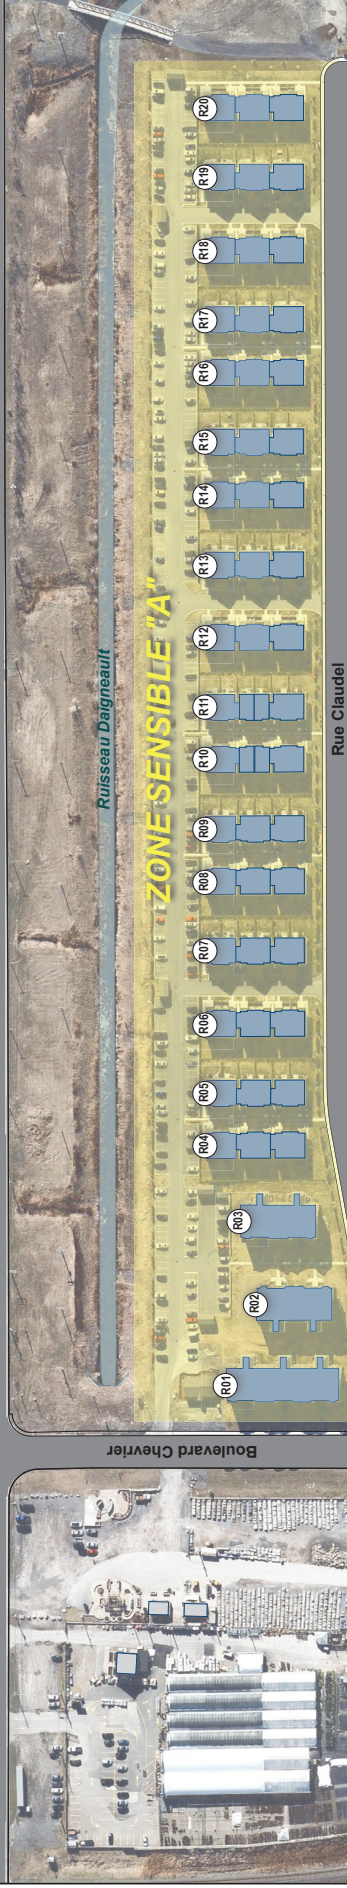 R20
R19
R18
R17
R16
R15
R14
R13
R12
R11
R10
R09
R08
R07
R06
R05
R04
R03
R02
R01
Ruisseau Daigneault
ZONE SENSIBLE "A"
Rue Claudel
Boulevard Chevrier